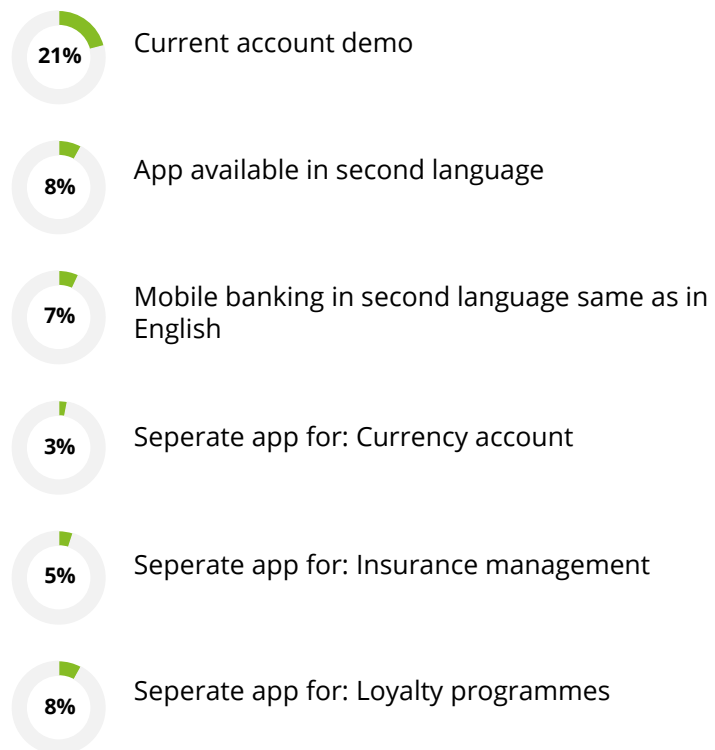 21%
Current account demo
8%
App available in second language
7%
Mobile banking in second language same as in
English
3%
Seperate app for: Currency account
5%
Seperate app for: Insurance management
8%
Seperate app for: Loyalty programmes